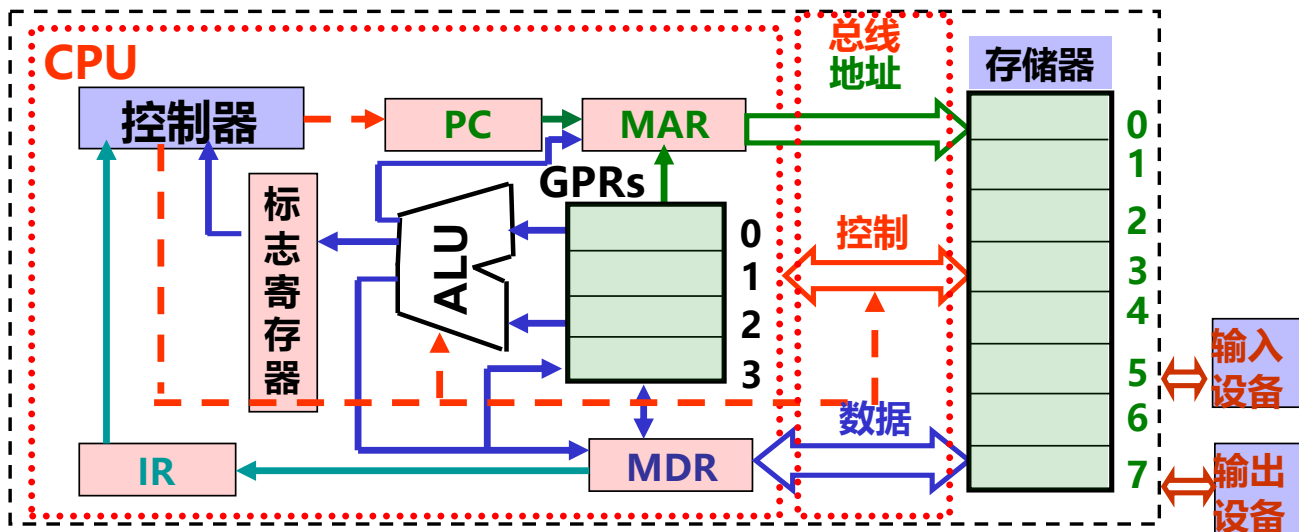 CPU
总线
地址
存储器
控制器
PC
MAR
0
1
2
3
4
5
6
7
GPRs
标
志
寄
存
器
ALU
0
1
2
3
控制
数据
IR
MDR
输入
设备
输出
设备